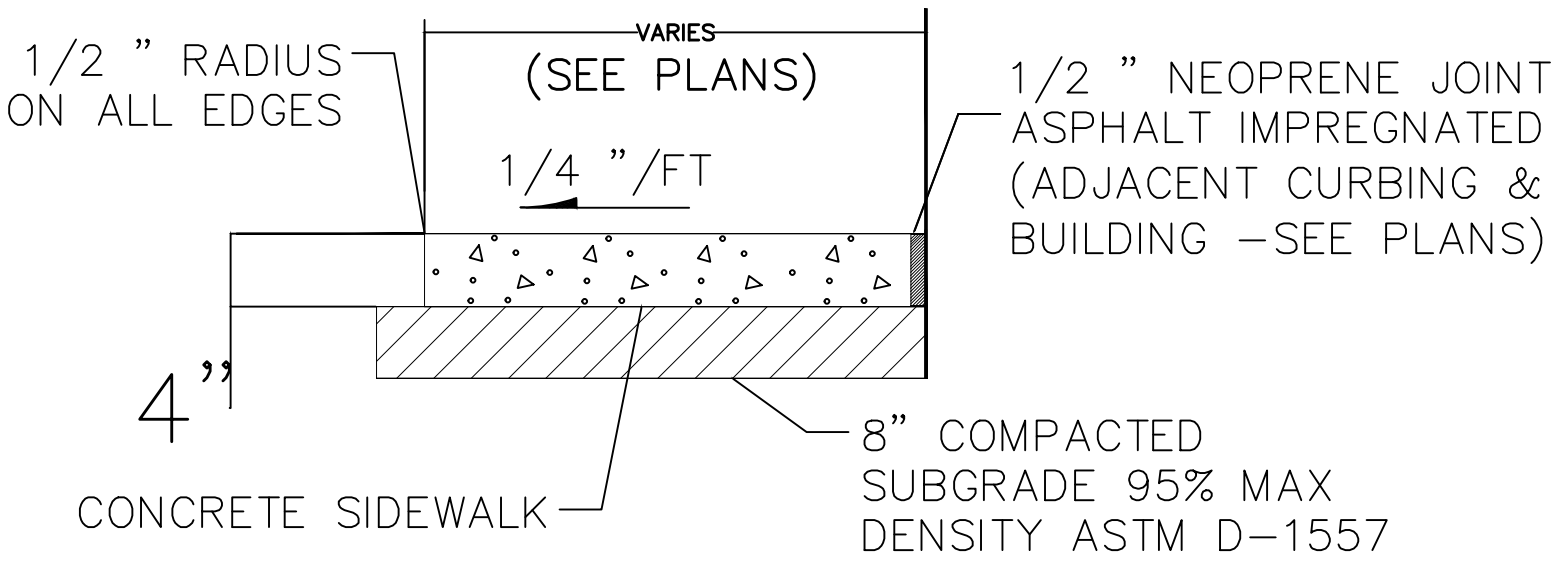 VARIES
(SEE PLANS)
1/2 " RADIUS
ON ALL EDGES
1/2 " NEOPRENE JOINT
ASPHALT IMPREGNATED
(ADJACENT CURBING &
BUILDING -SEE PLANS)
1/4 "/FT
4"
8" COMPACTED
SUBGRADE 95% MAX
DENSITY ASTM D-1557
CONCRETE SIDEWALK